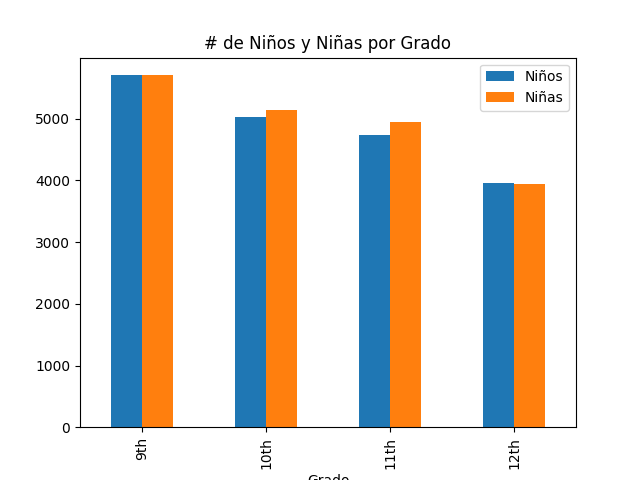 # de Niños y Niñas por Grado
Niños
Niñas
5000
4000
3000
2000
1000
0
9th
10th
11th
12th
Grado